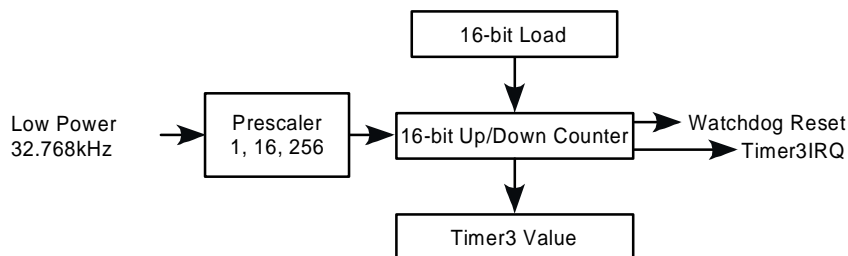 16-bit Load
Low Power
32.768kHz
Prescaler
1, 16, 256
16-bit Up/Down Counter
Watchdog Reset
Timer3IRQ
Timer3 Value